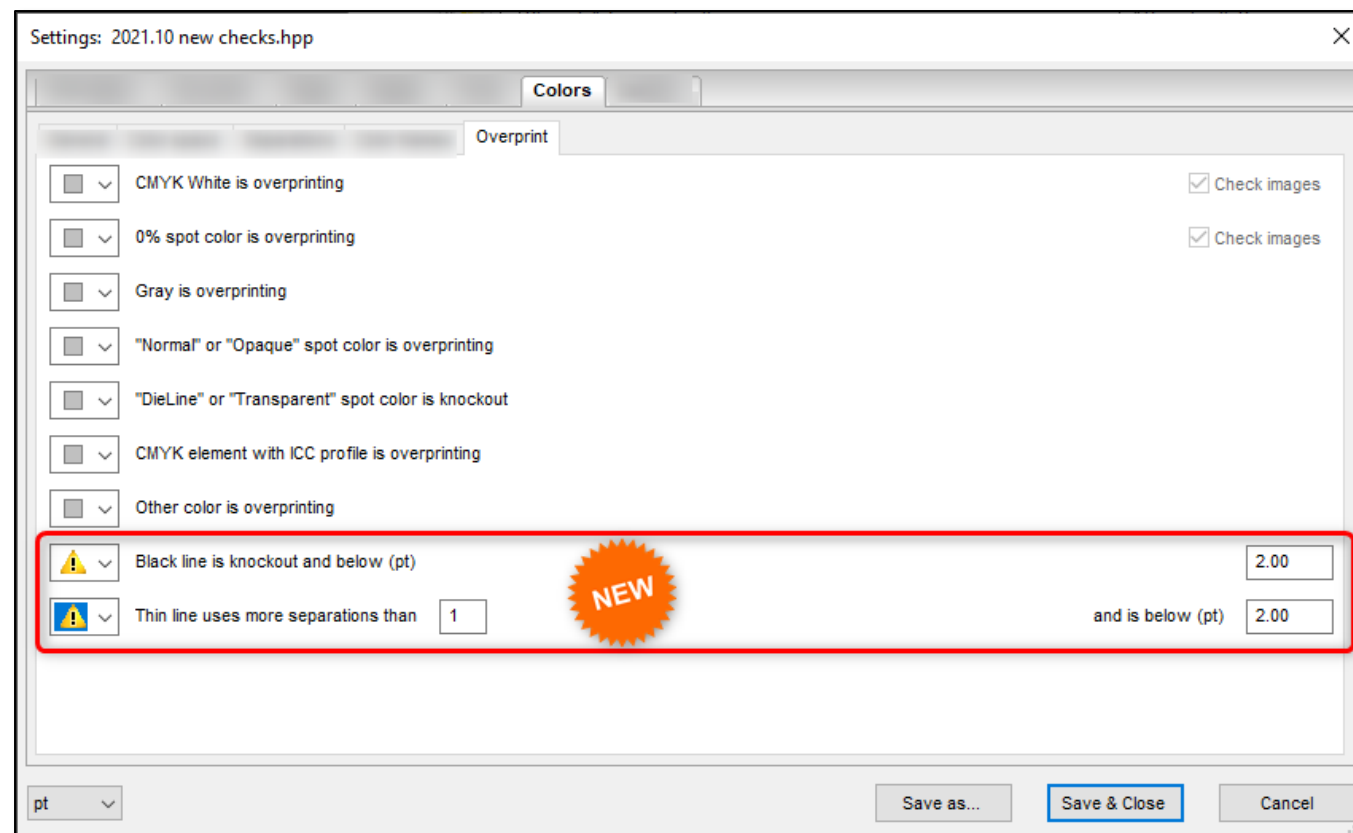 Settings: 2021.10 new checks.hpp
Colors
Overprint
CMYK White is overprinting Check images
0% spot color is overprinting Check images
Gray is overprinting
"Normal" or "Opaque" spot color is overprinting
"DieLine" or "Transparent" spot color is knockout
CMYK element with ICC profile is overprinting
Other color is overprinting
Black line is knockout and below (pt) 2.00
NEW
Thin line uses more separations than 1 and is below (pt) 2.00
pt Save as... Save & Close Cancel